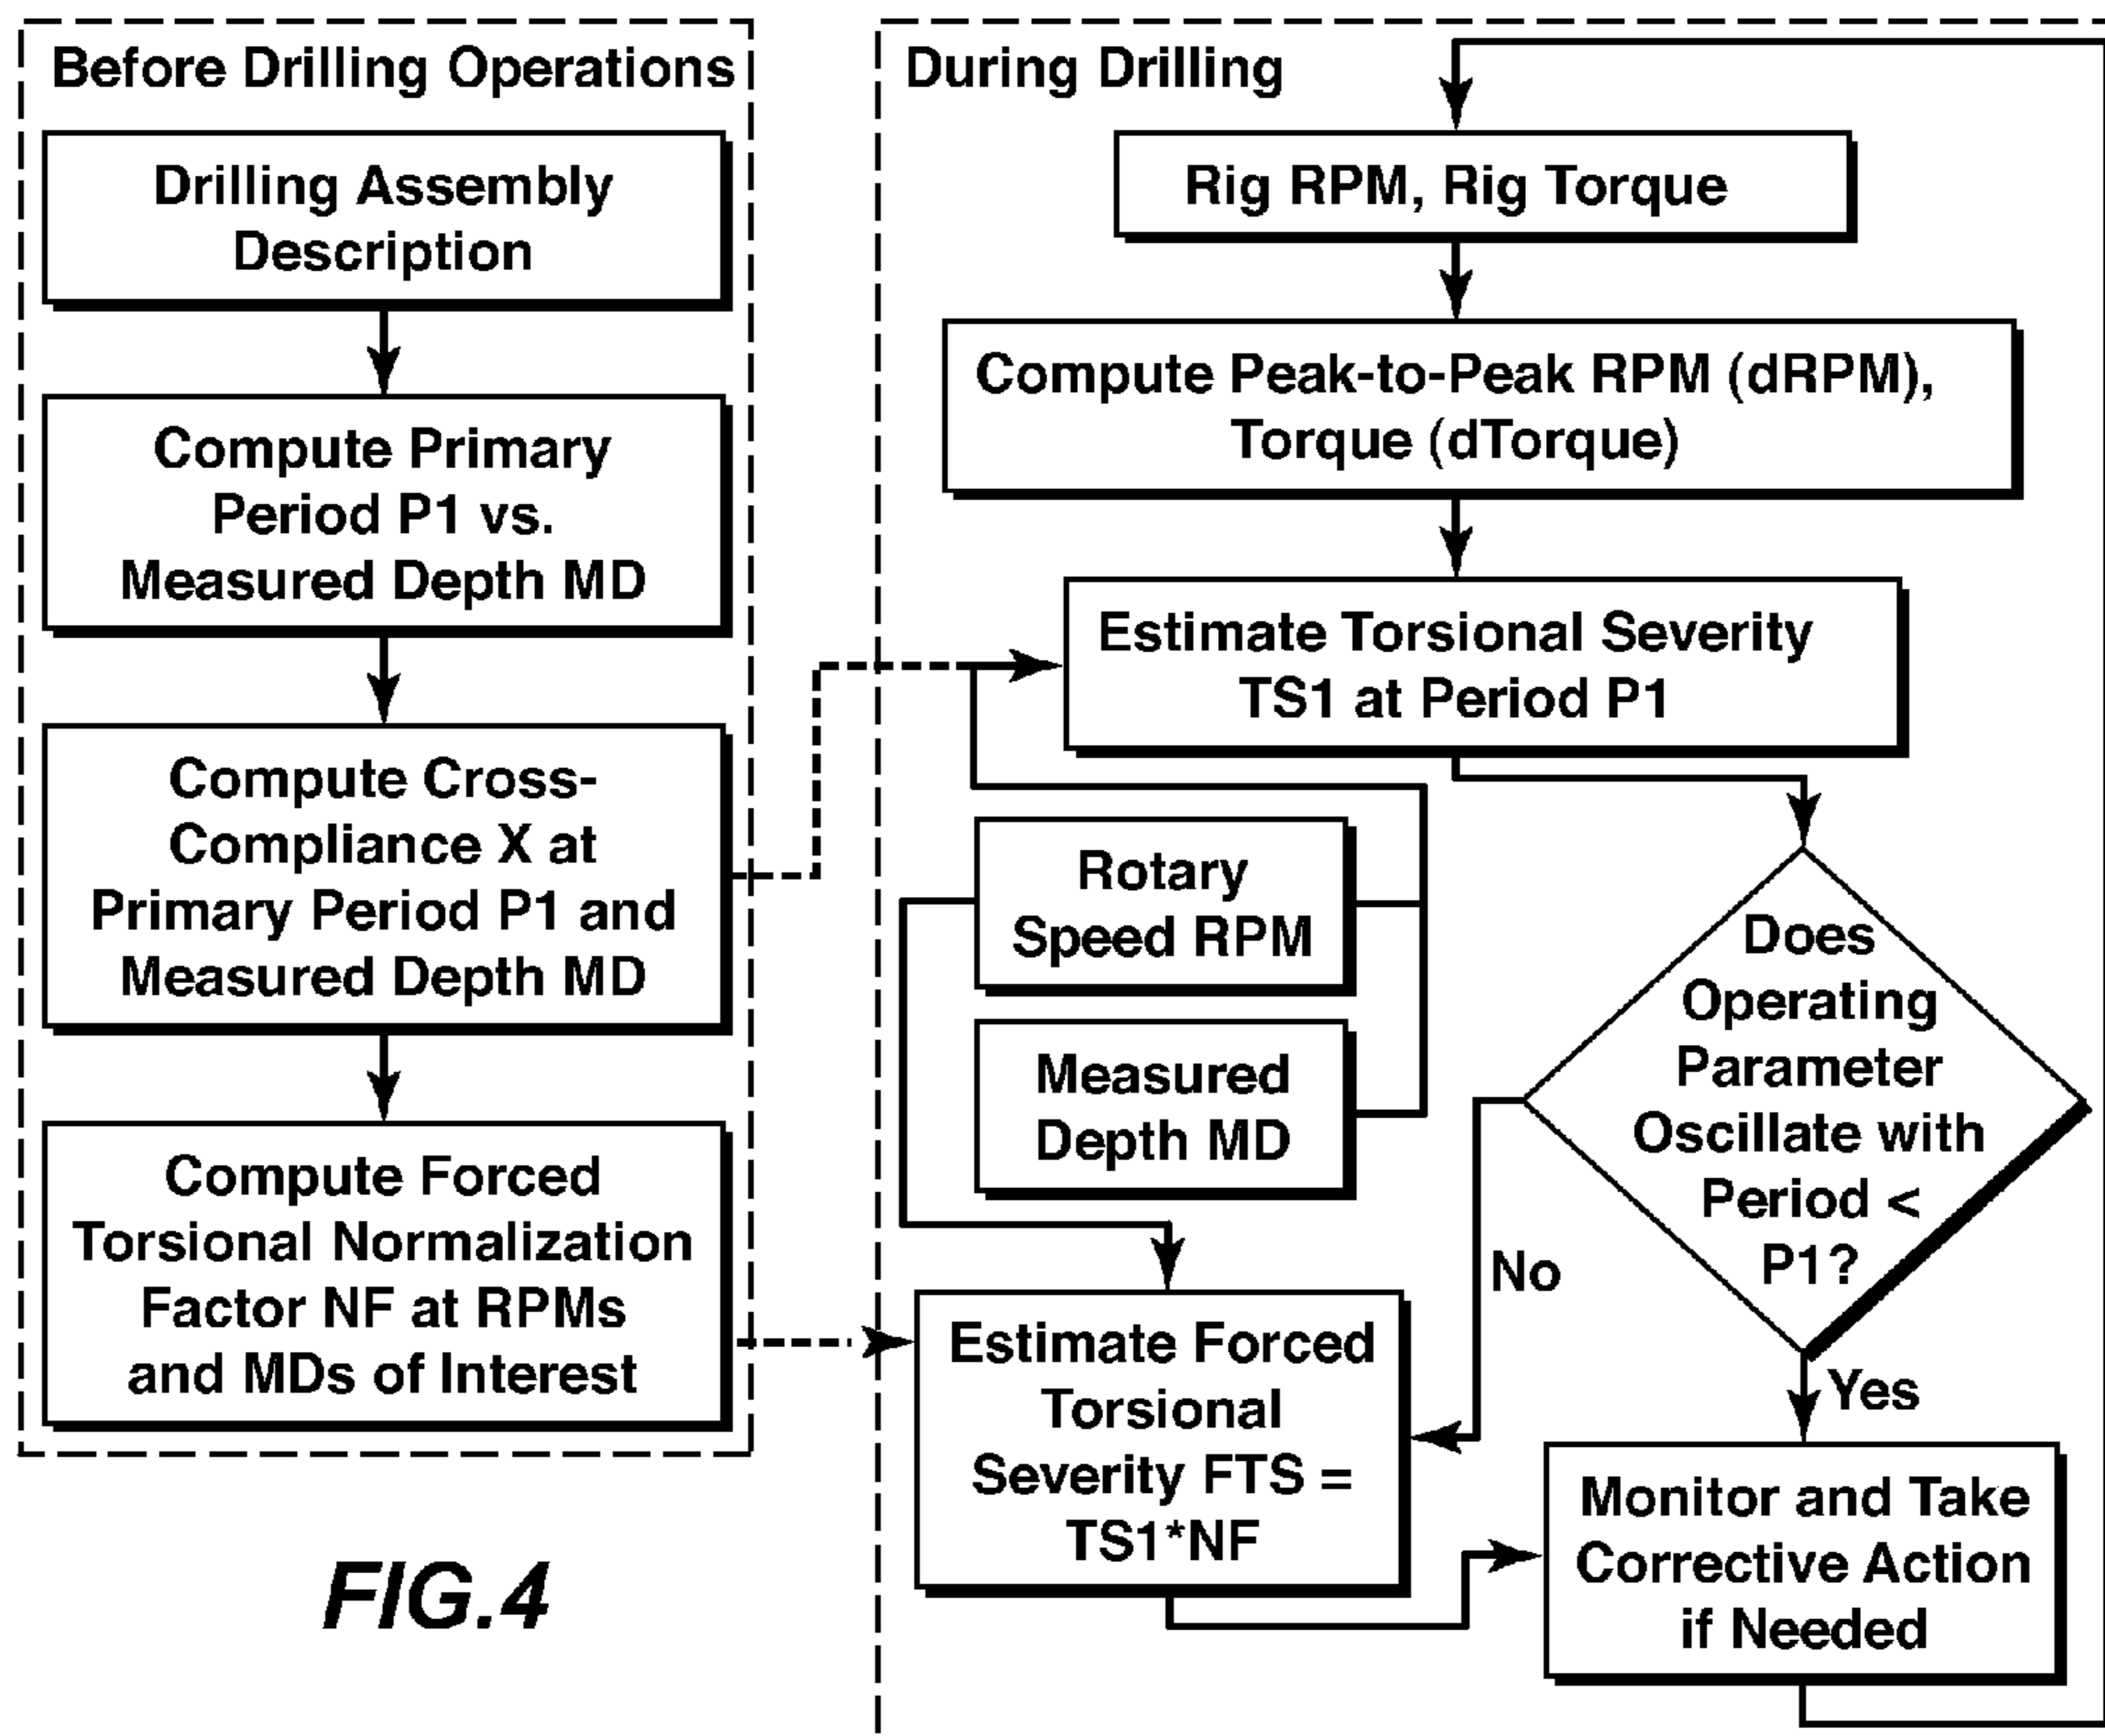 Before Drilling Operations
Drilling Assembly
Description
Compute Primary
Period P1 vs.
Measured Depth MD
Compute Cross-
Compliance X at
Primary Period P1 and
Measured Depth MD
Compute Forced
Torsional Normalization
Factor NF at RPMs
and MDs of Interest
During Drilling
Rig RPM, Rig Torque
Compute Peak-to-Peak RPM (dRPM),
Torque (dTorque)
Estimate Torsional Severity
TS1 at Period P1
Rotary
Speed RPM
Measured
Depth MD
Does
Operating
Parameter
Oscillate with
Period <
P1?
No
Yes
Estimate Forced
Torsional
Severity FTS =
TS1*NF
Monitor and Take
Corrective Action
if Needed
FIG.4